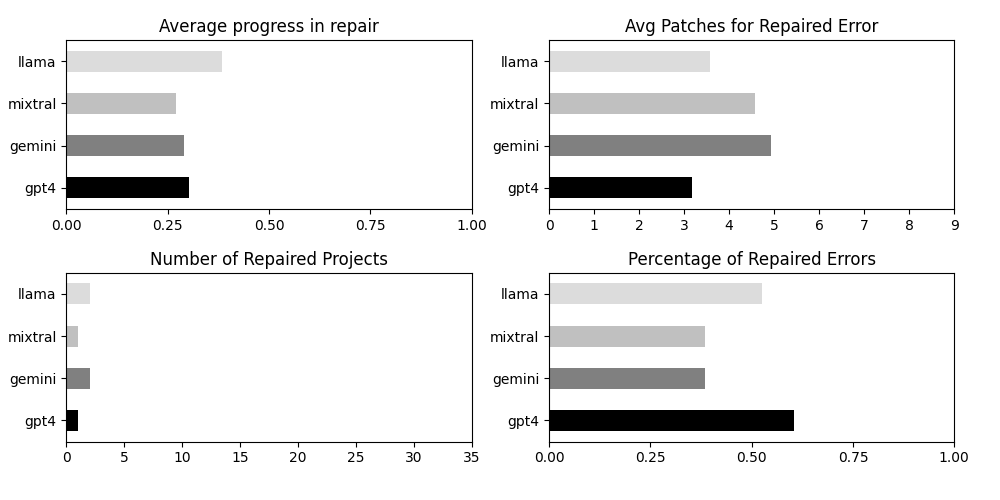 Average progress in repair
llama
mixtral
gemini
gpt4
0.00 0.25 0.50 0.75 1.00
Avg Patches for Repaired Error
llama
mixtral
gemini
gpt4
0 1 2 3 4 5 6 7 8 9
Number of Repaired Projects
llama
mixtral
gemini
gpt4
0 5 10 15 20 25 30 35
Percentage of Repaired Errors
llama
mixtral
gemini
gpt4
0.00 0.25 0.50 0.75 1.00